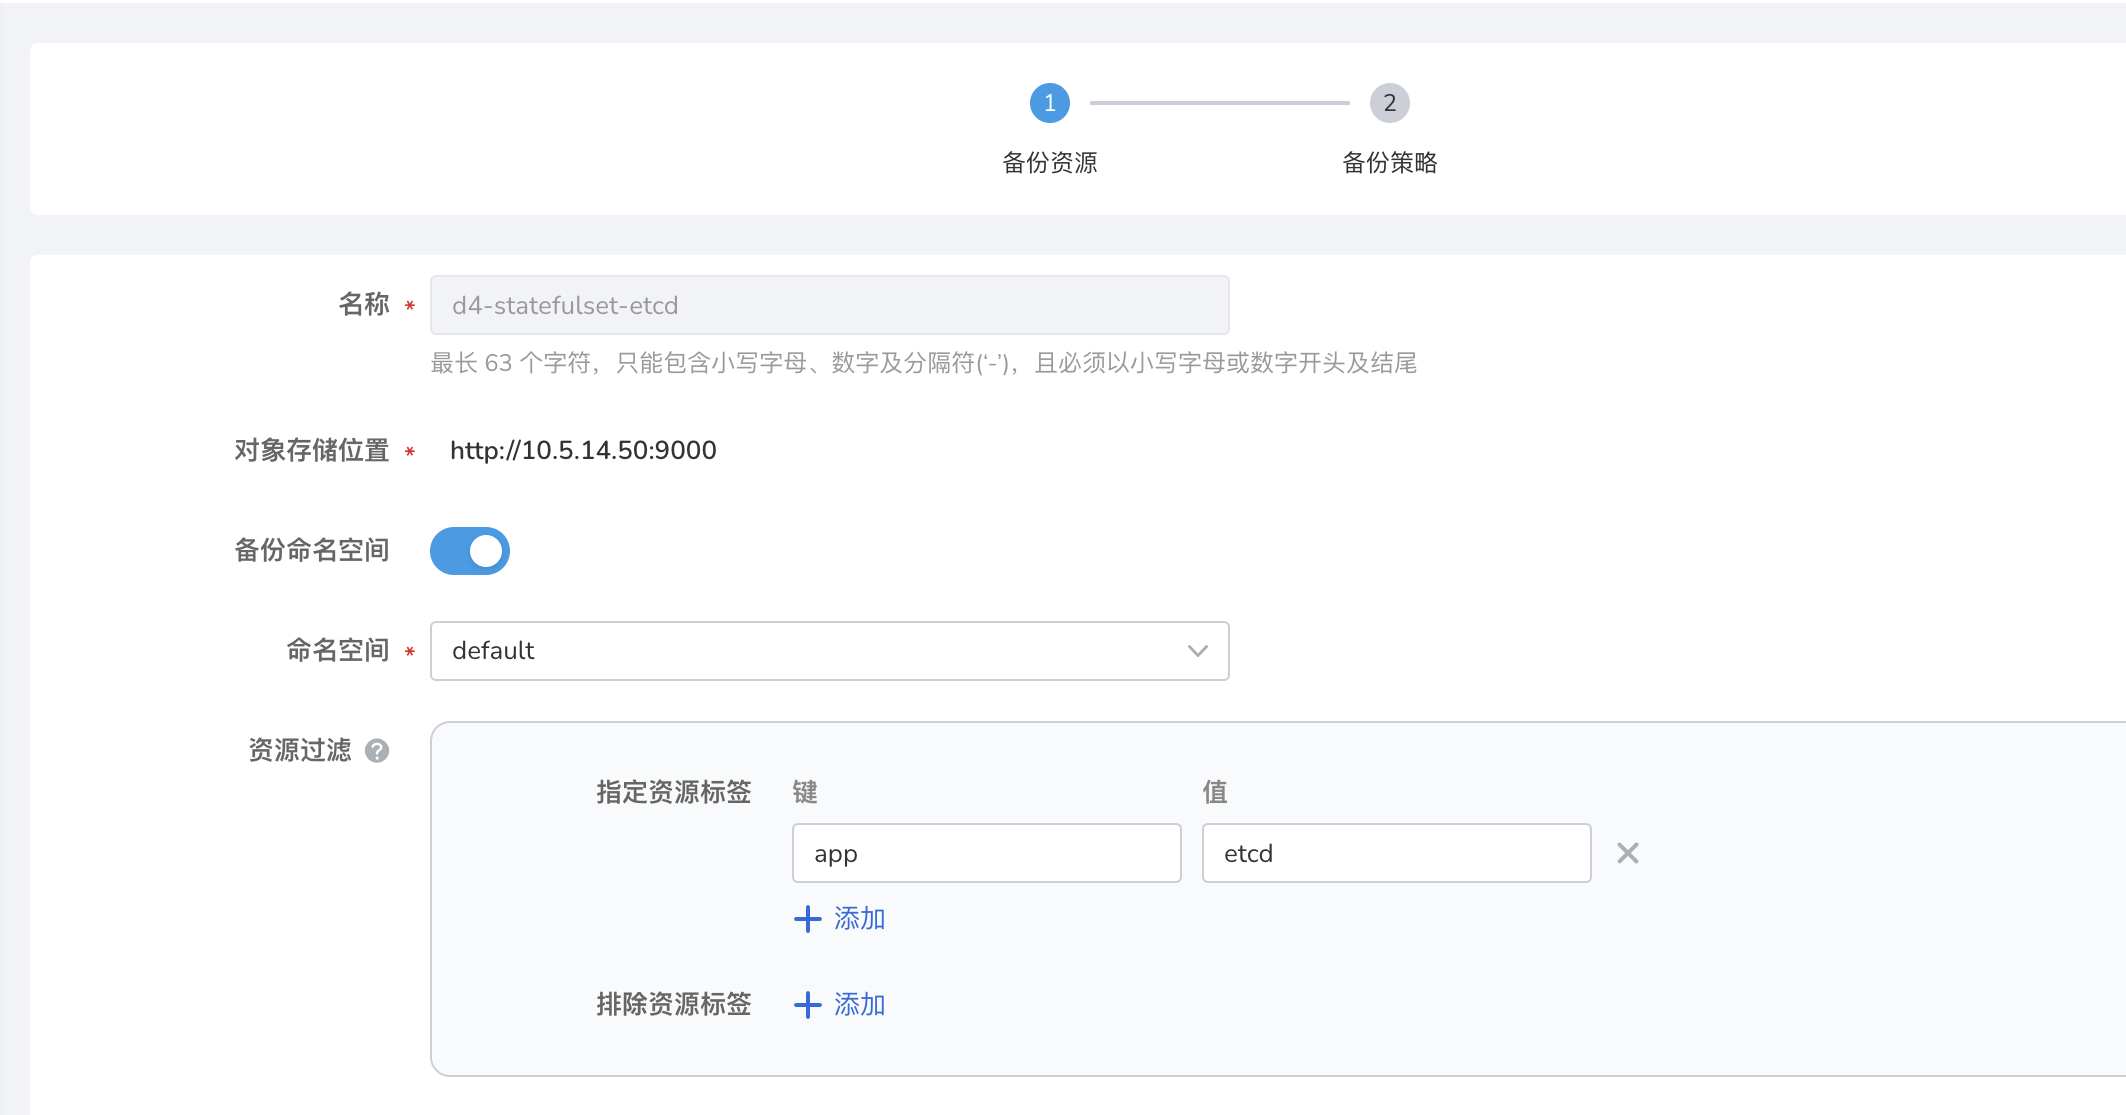 1
2
备份资源
备份策略
名称 *
d4-statefulset-etcd
最长 63 个字符，只能包含小写字母、数字及分隔符(‘-’)，且必须以小写字母或数字开头及结尾
对象存储位置 *
http://10.5.14.50:9000
备份命名空间
命名空间 *
default
资源过滤 ?
指定资源标签
键
值
app
etcd
添加
排除资源标签
添加